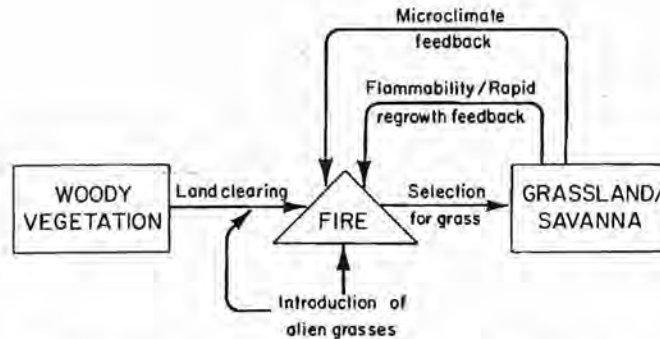 Microclimate
feedback
Flammability/Rapid
regrowth feedback
WOODY
VEGETATION
Land clearing
FIRE
Selection
for grass
GRASSLAND/
SAVANNA
Introduction of
alien grasses